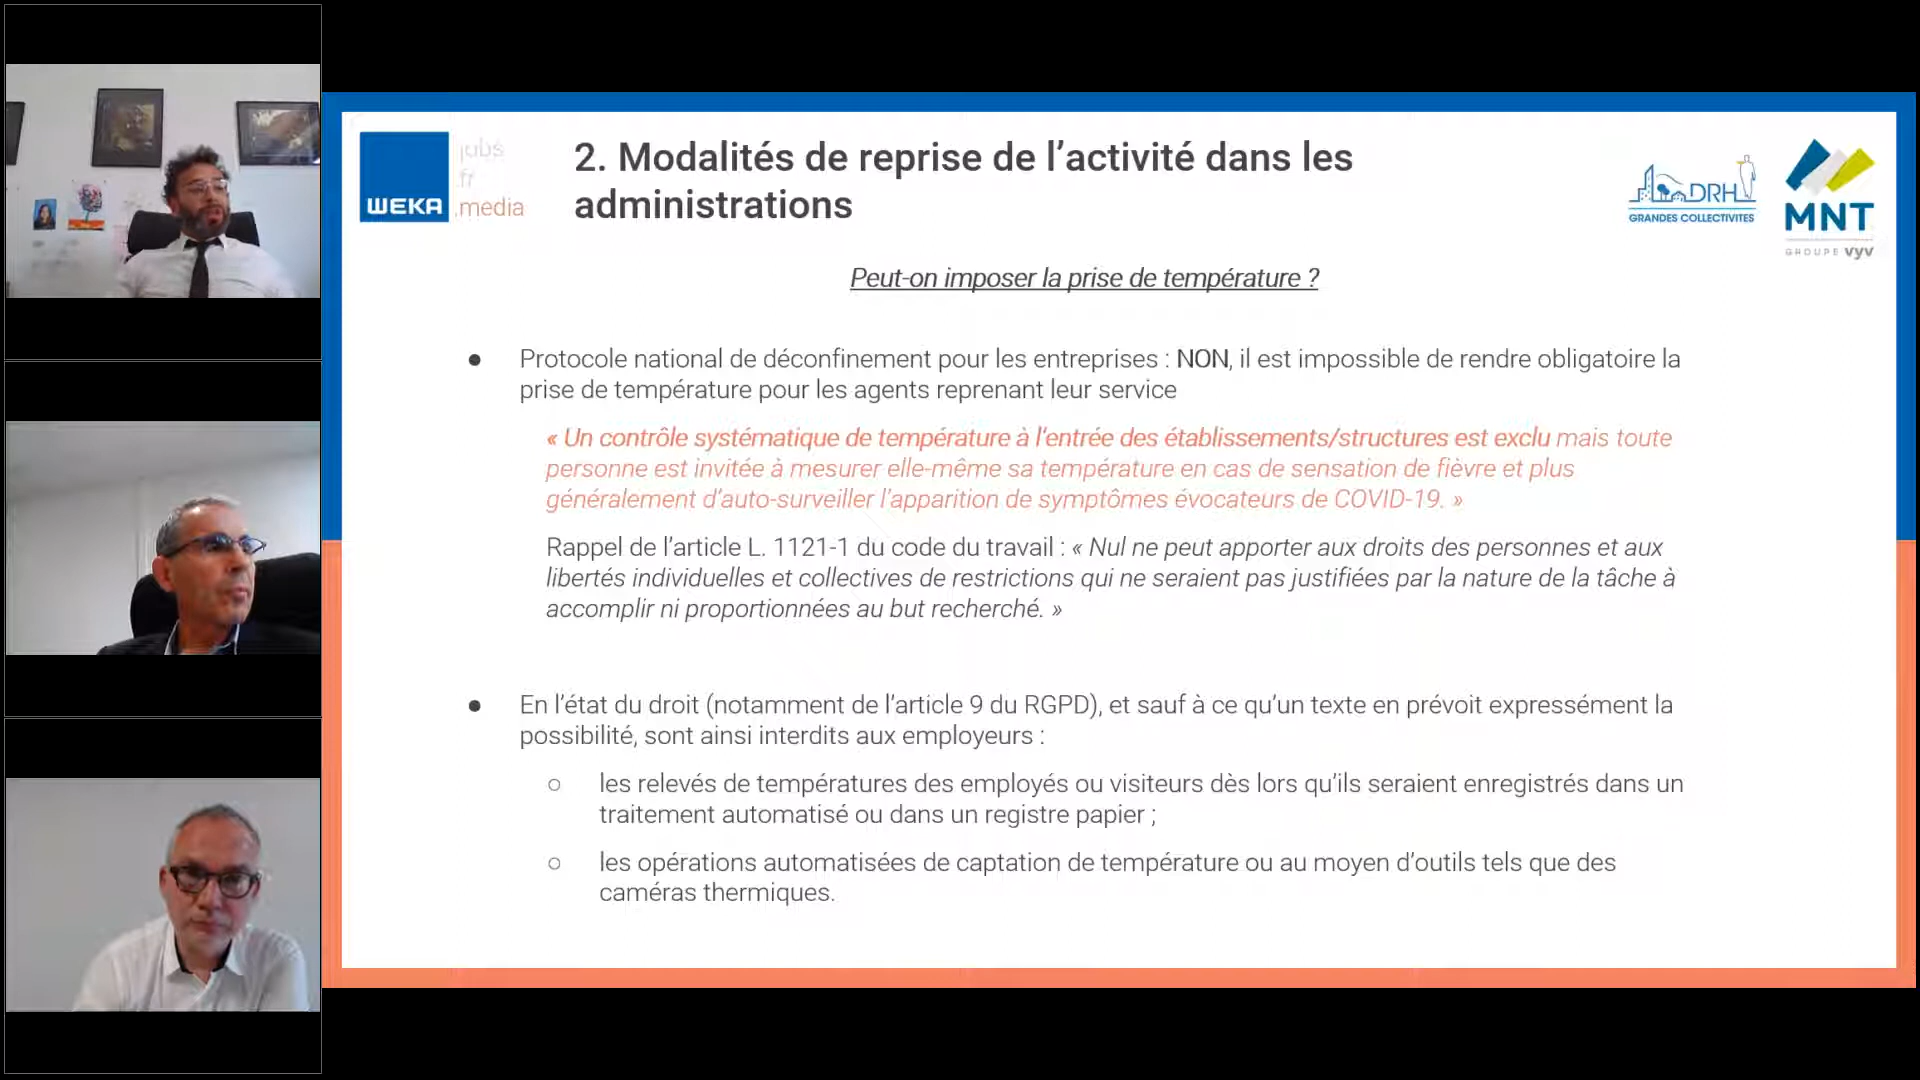 WEKA
jobs
.fr
.media
2. Modalités de reprise de l’activité dans les
administrations
DRH
GRANDES COLLECTIVITES
MNT
GROUPE vyv
Peut-on imposer la prise de température ?
● Protocole national de déconfinement pour les entreprises : NON, il est impossible de rendre obligatoire la
prise de température pour les agents reprenant leur service
« Un contrôle systématique de température à l’entrée des établissements/structures est exclu mais toute
personne est invitée à mesurer elle-même sa température en cas de sensation de fièvre et plus
généralement d’auto-surveiller l’apparition de symptômes évocateurs de COVID-19. »
Rappel de l’article L. 1121-1 du code du travail : « Nul ne peut apporter aux droits des personnes et aux
libertés individuelles et collectives de restrictions qui ne seraient pas justifiées par la nature de la tâche à
accomplir ni proportionnées au but recherché. »
● En l’état du droit (notamment de l’article 9 du RGPD), et sauf à ce qu’un texte en prévoit expressément la
possibilité, sont ainsi interdits aux employeurs :
○ les relevés de températures des employés ou visiteurs dès lors qu’ils seraient enregistrés dans un
traitement automatisé ou dans un registre papier ;
○ les opérations automatisées de captation de température ou au moyen d’outils tels que des
caméras thermiques.